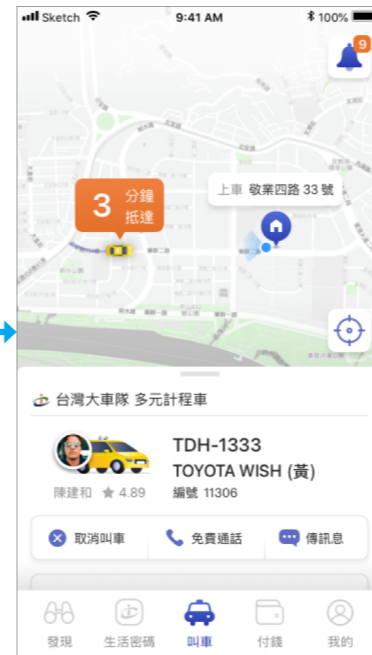 Sketch
9:41 AM
100%
9
3 分鐘
抵達
上車 敬業四路 33 號
台灣大車隊 多元計程車
TDH-1333
TOYOTA WISH (黃)
陳建和 ★ 4.89
編號 11306
取消叫車
免費通話
傳訊息
發現
生活密碼
叫車
付錢
我的